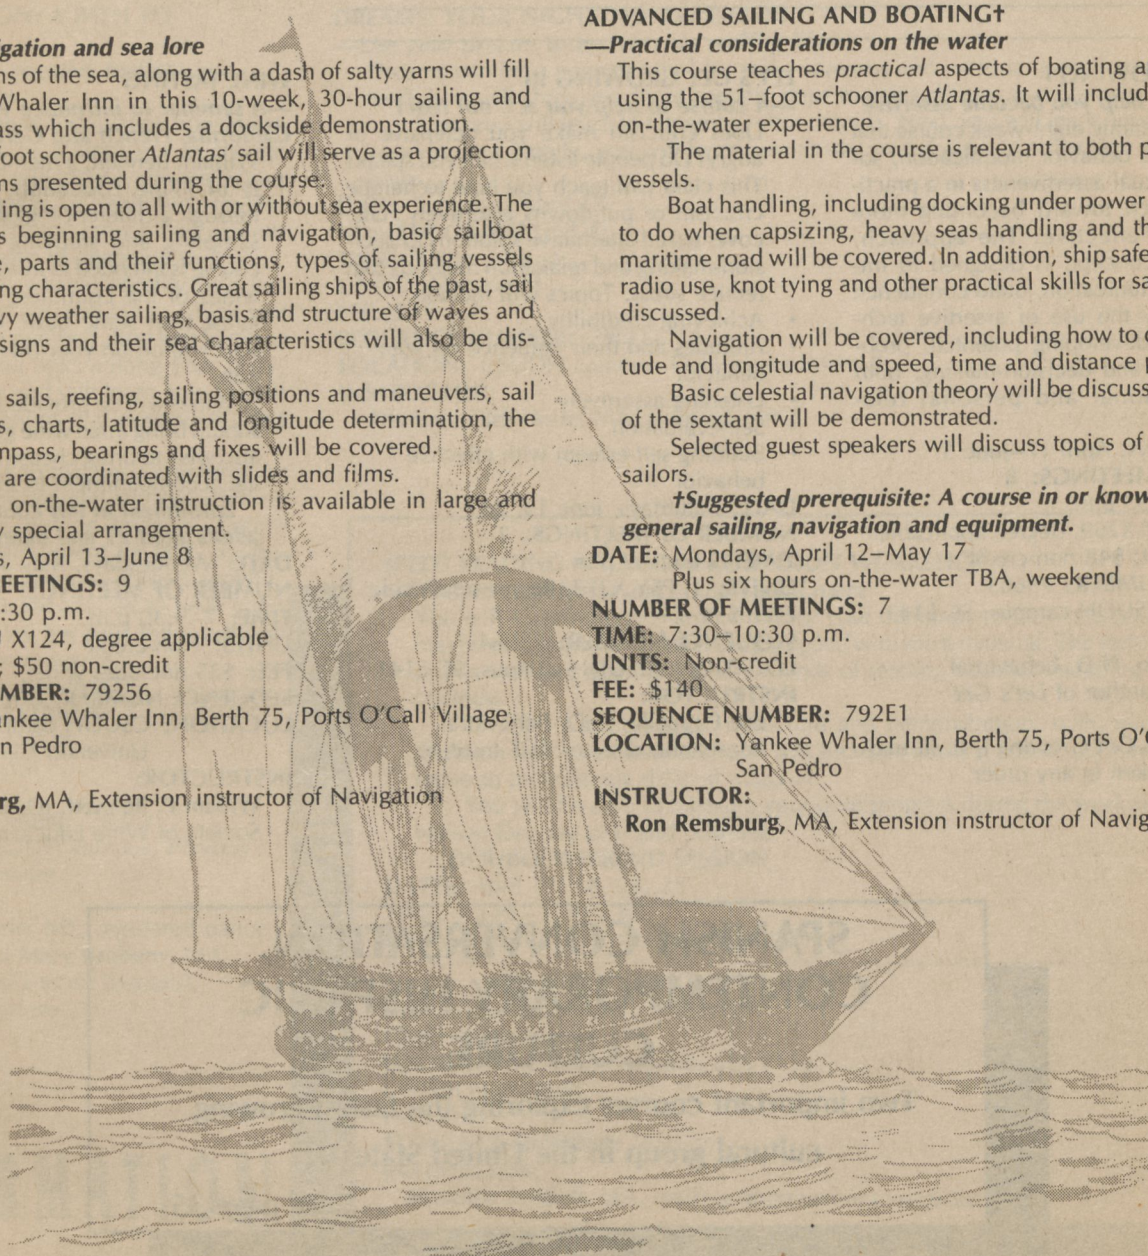 igation and sea lore
ns of the sea, along with a dash of salty yarns will fill
Whaler Inn in this 10-week, 30-hour sailing and
ass which includes a dockside demonstration.
foot schooner Atlantas' sail will serve as a projection
ns presented during the course.
ing is open to all with or without sea experience. The
s beginning sailing and navigation, basic sailboat
e, parts and their functions, types of sailing vessels
ng characteristics. Great sailing ships of the past, sail
vy weather sailing, basis and structure of waves and
signs and their sea characteristics will also be dis-
sails, reefing, sailing positions and maneuvers, sail
s, charts, latitude and longitude determination, the
mpass, bearings and fixes will be covered.
are coordinated with slides and films.
on-the-water instruction is available in large and
y special arrangement.
s, April 13–June 8
EETINGS: 9
:30 p.m.
X124, degree applicable
; $50 non-credit
MBER: 79256
ankee Whaler Inn, Berth 75, Ports O'Call Village,
n Pedro
rg, MA, Extension instructor of Navigation
ADVANCED SAILING AND BOATING†
—Practical considerations on the water
This course teaches practical aspects of boating a
using the 51–foot schooner Atlantas. It will includ
on-the-water experience.
The material in the course is relevant to both p
vessels.
Boat handling, including docking under power
to do when capsizing, heavy seas handling and th
maritime road will be covered. In addition, ship safe
radio use, knot tying and other practical skills for sa
discussed.
Navigation will be covered, including how to
tude and longitude and speed, time and distance p
Basic celestial navigation theory will be discuss
of the sextant will be demonstrated.
Selected guest speakers will discuss topics of
sailors.
†Suggested prerequisite: A course in or know
general sailing, navigation and equipment.
DATE: Mondays, April 12–May 17
Plus six hours on-the-water TBA, weekend
NUMBER OF MEETINGS: 7
TIME: 7:30–10:30 p.m.
UNITS: Non-credit
FEE: $140
SEQUENCE NUMBER: 792E1
LOCATION: Yankee Whaler Inn, Berth 75, Ports O'C
San Pedro
INSTRUCTOR:
Ron Remsburg, MA, Extension instructor of Navig